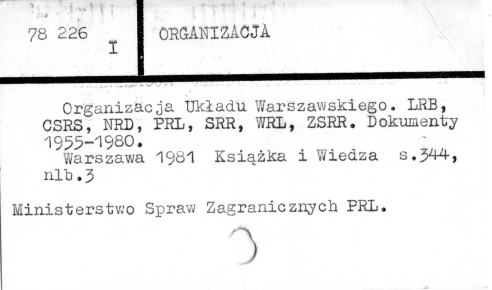 78 226
I
ORGANIZACJA
Organizacja Układu Warszawskiego. LRB,
CSRS, NRD, PRL, SRR, WRL, ZSRR. Dokumenty
1955-1980.
Warszawa 1981 Książka i Wiedza s.344,
nlb.3
Ministerstwo Spraw Zagranicznych PRL.